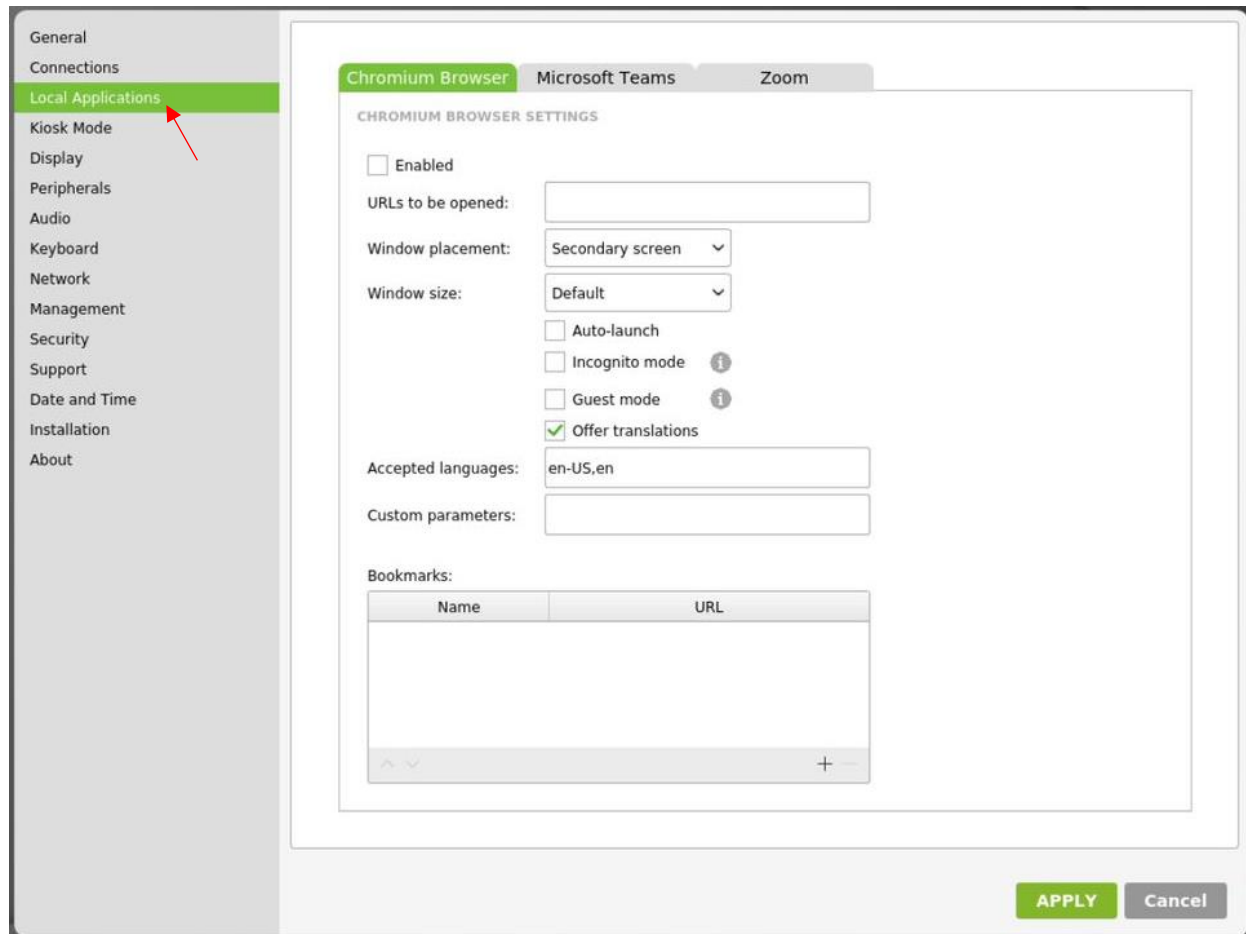 General
Connections
Local Applications
Kiosk Mode
Display
Peripherals
Audio
Keyboard
Network
Management
Security
Support
Date and Time
Installation
About
Chromium Browser Microsoft Teams Zoom
CHROMIUM BROWSER SETTINGS
Enabled
URLs to be opened:
Window placement: Secondary screen
Window size: Default
Auto-launch
Incognito mode
Guest mode
Offer translations
Accepted languages: en-US,en
Custom parameters:
Bookmarks:
Name URL
APPLY Cancel